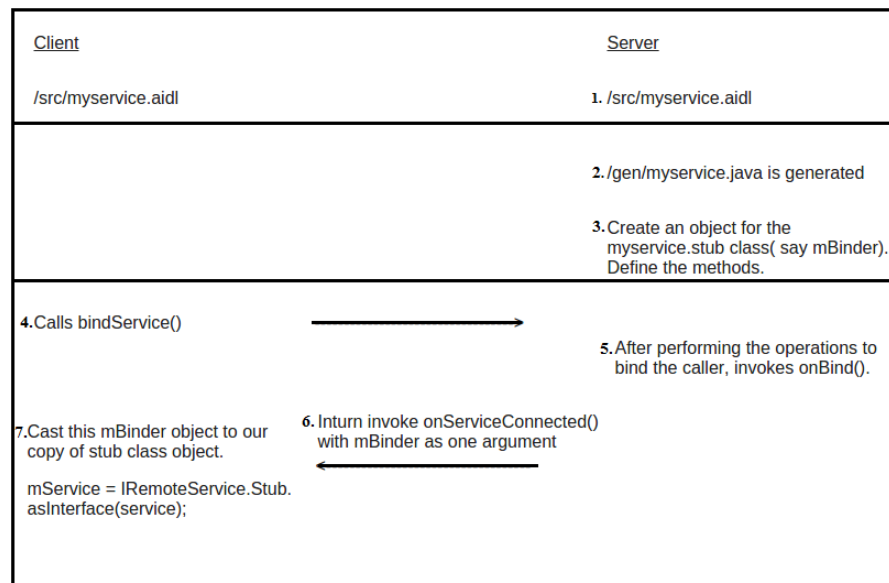 Client
Server
/src/myservice.aidl
1. /src/myservice.aidl
2. /gen/myservice.java is generated
3. Create an object for the
myservice.stub class( say mBinder).
Define the methods.
4. Calls bindService()
5. After performing the operations to
bind the caller, invokes onBind().
6. Inturn invoke onServiceConnected()
with mBinder as one argument
7. Cast this mBinder object to our
copy of stub class object.
mService = IRemoteService.Stub.
asInterface(service);